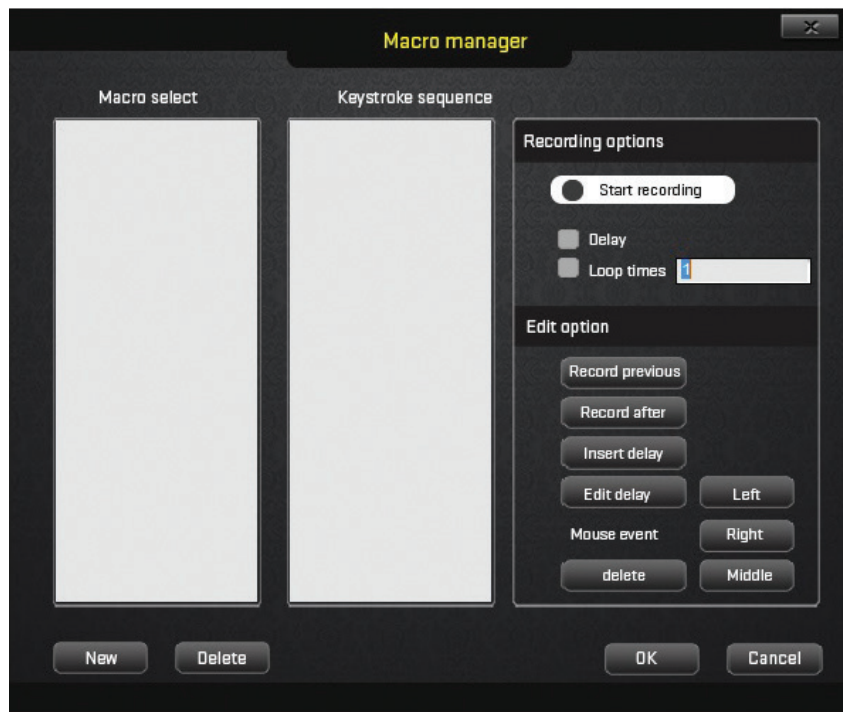 Macro manager
Macro select
Keystroke sequence
Recording options
Start recording
Delay
Loop times 1
Edit option
Record previous
Record after
Insert delay
Edit delay Left
Mouse event Right
delete Middle
New Delete OK Cancel